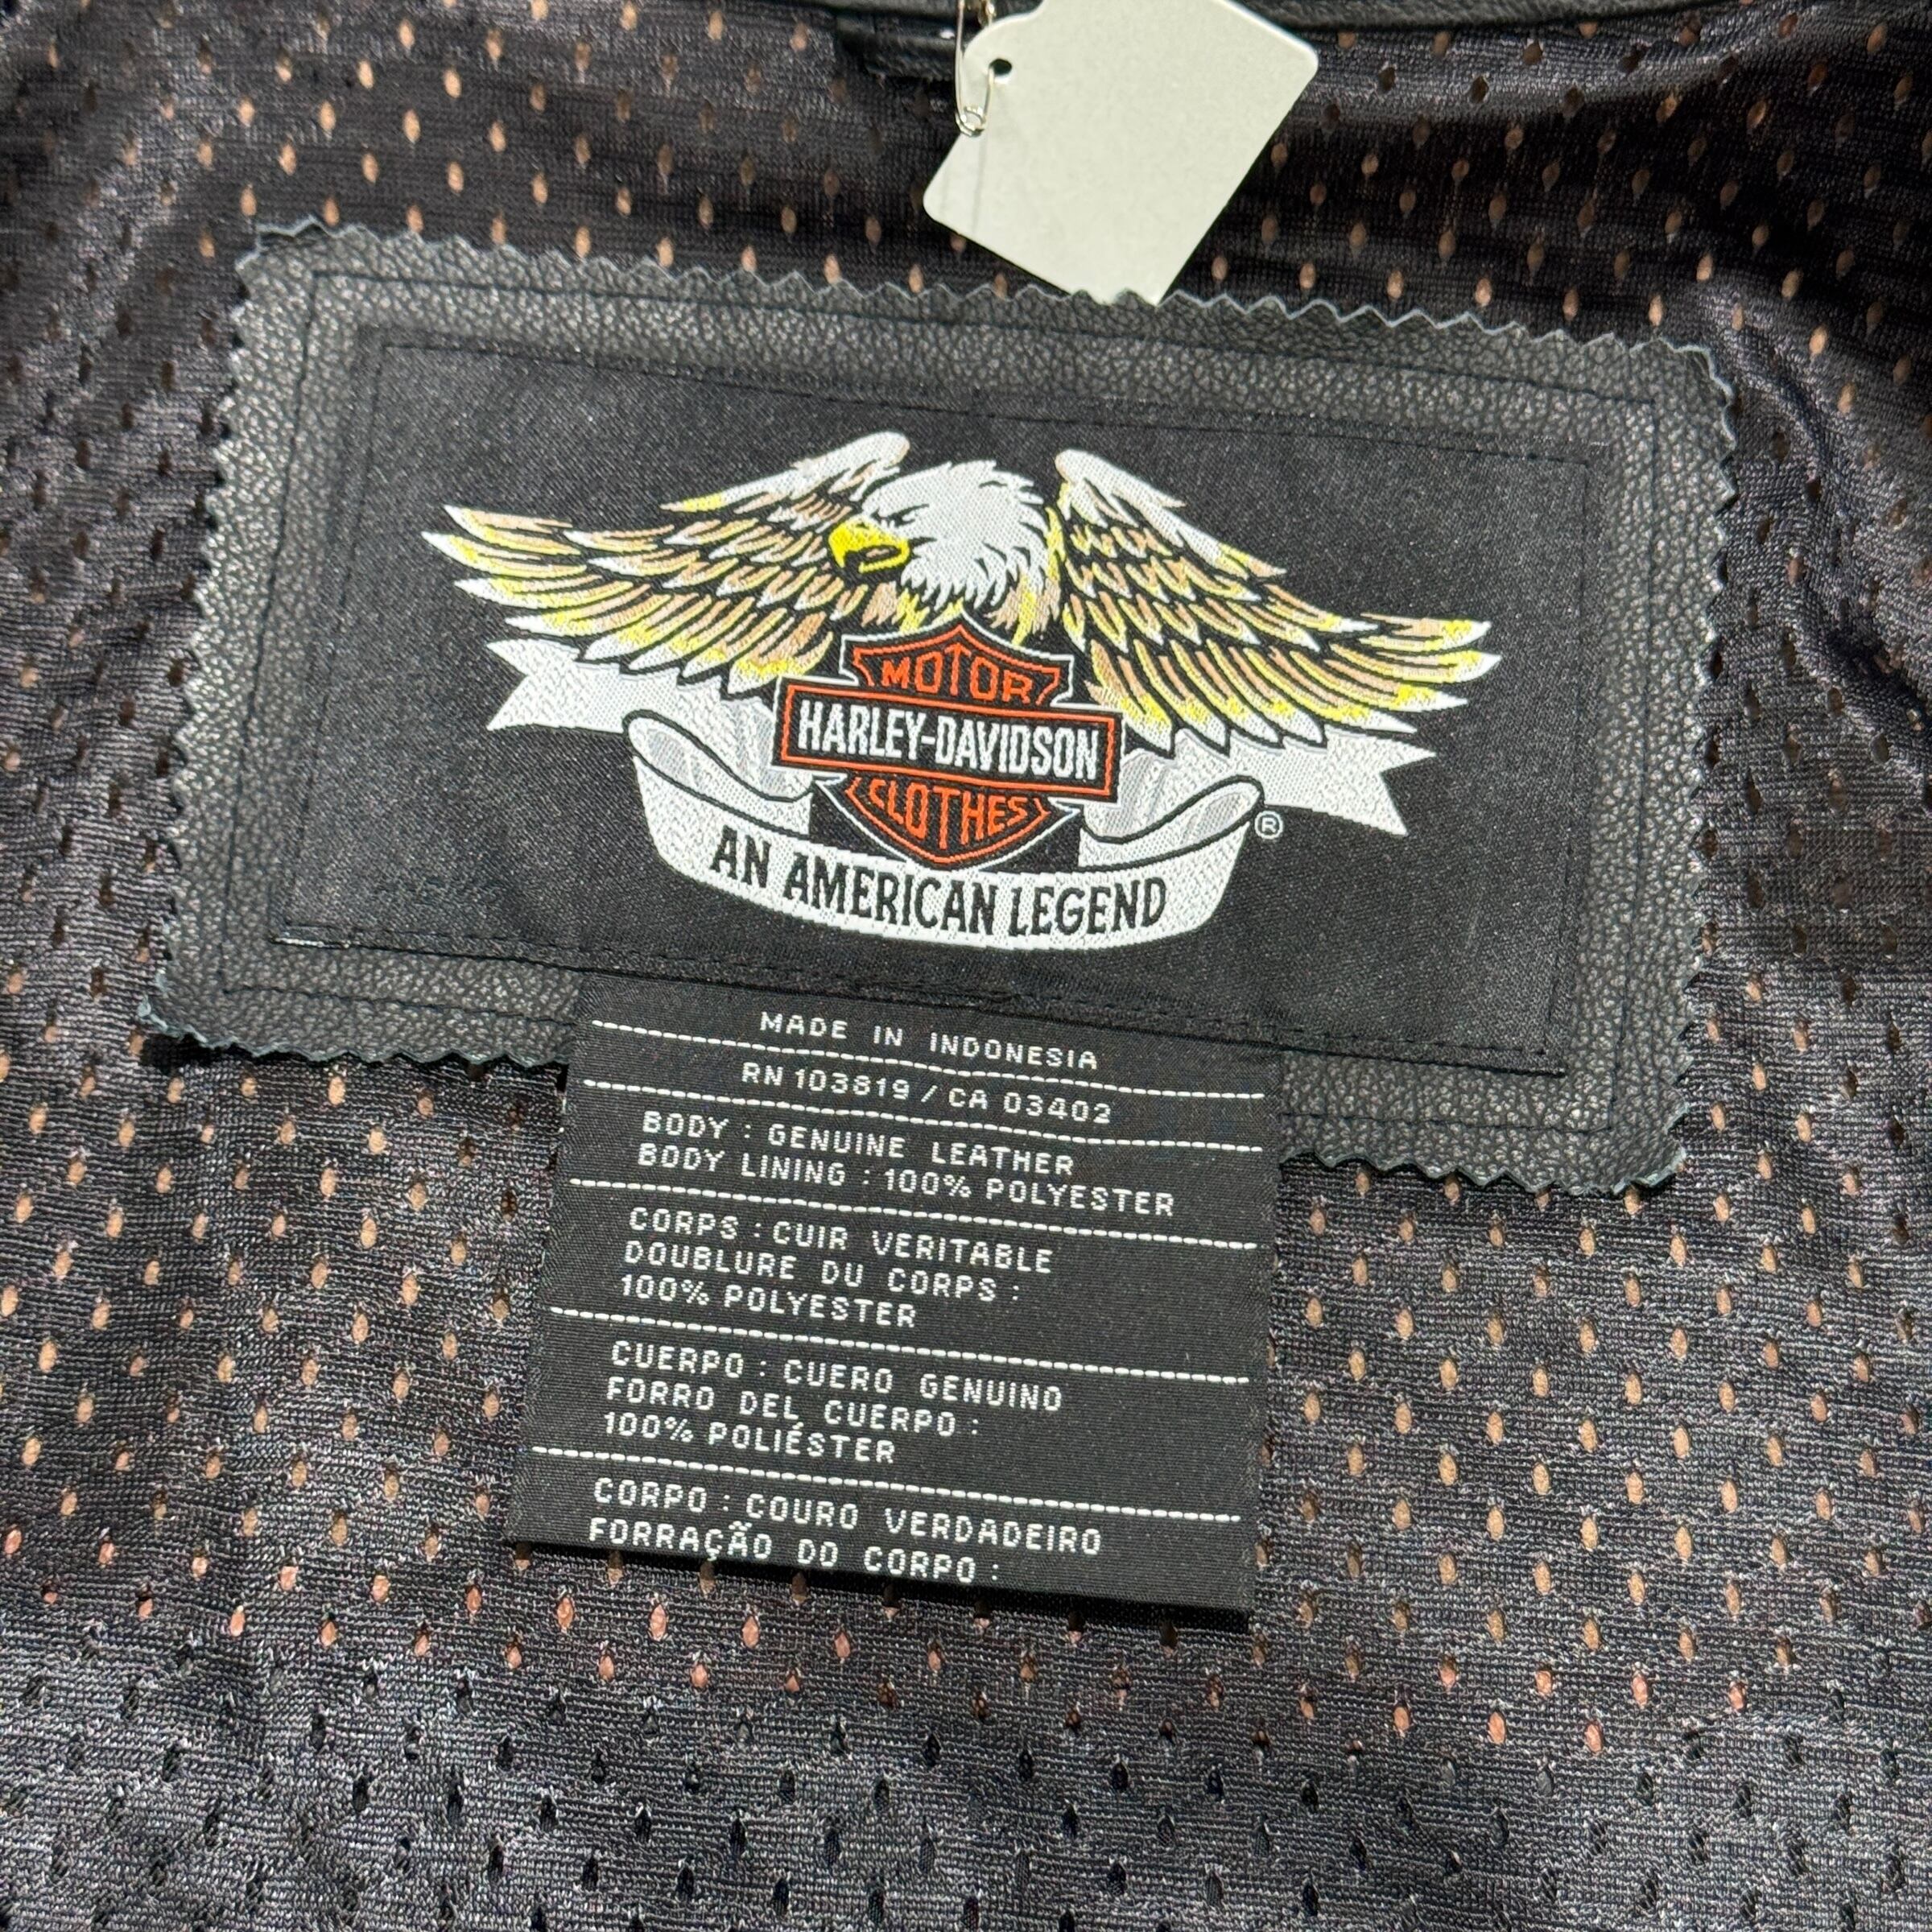 MOTOR
HARLEY-DAVIDSON
CLOTHES
®
AN AMERICAN LEGEND
MADE IN INDONESIA
RN 103819 / CA 03402
BODY : GENUINE LEATHER
BODY LINING : 100% POLYESTER
CORPS : CUIR VERITABLE
DOUBLURE DU CORPS :
100% POLYESTER
CUERPO : CUERO GENUINO
FORRO DEL CUERPO :
100% POLIÉSTER
CORPO : COURO VERDADEIRO
FORRAÇÃO DO CORPO :